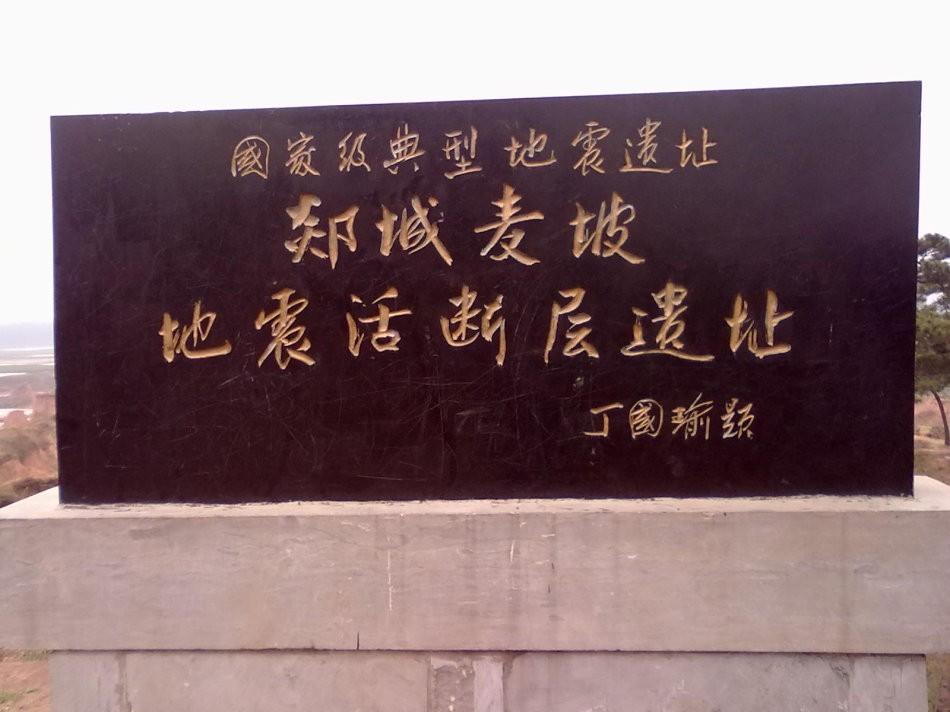 國家级典型地震遗址
郯城麦坡
地震活断层遗址
丁國瑜题